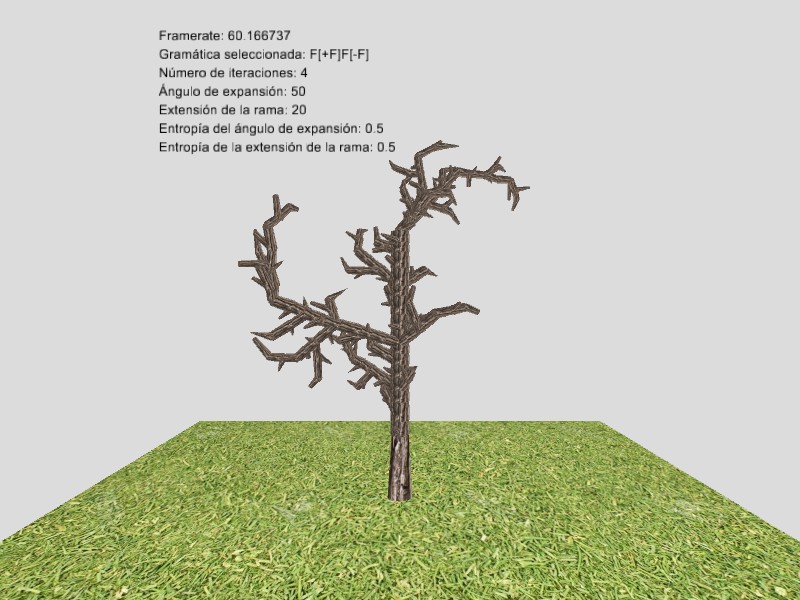 Framerate: 60.166737
Gramática seleccionada: F[+F]F[-F]
Número de iteraciones: 4
Ángulo de expansión: 50
Extensión de la rama: 20
Entropía del ángulo de expansión: 0.5
Entropía de la extensión de la rama: 0.5